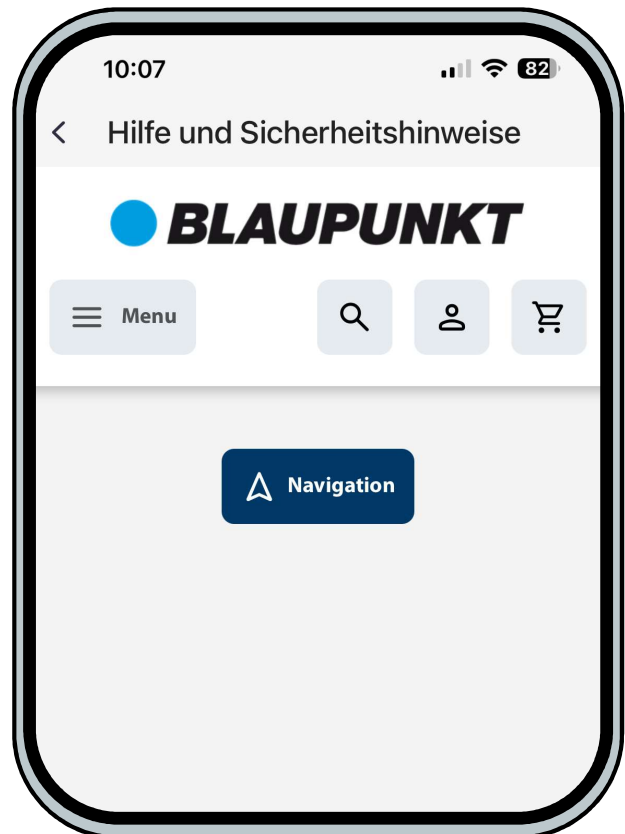 10:07
82
Hilfe und Sicherheitshinweise
BLAUPUNKT
Menu
Navigation